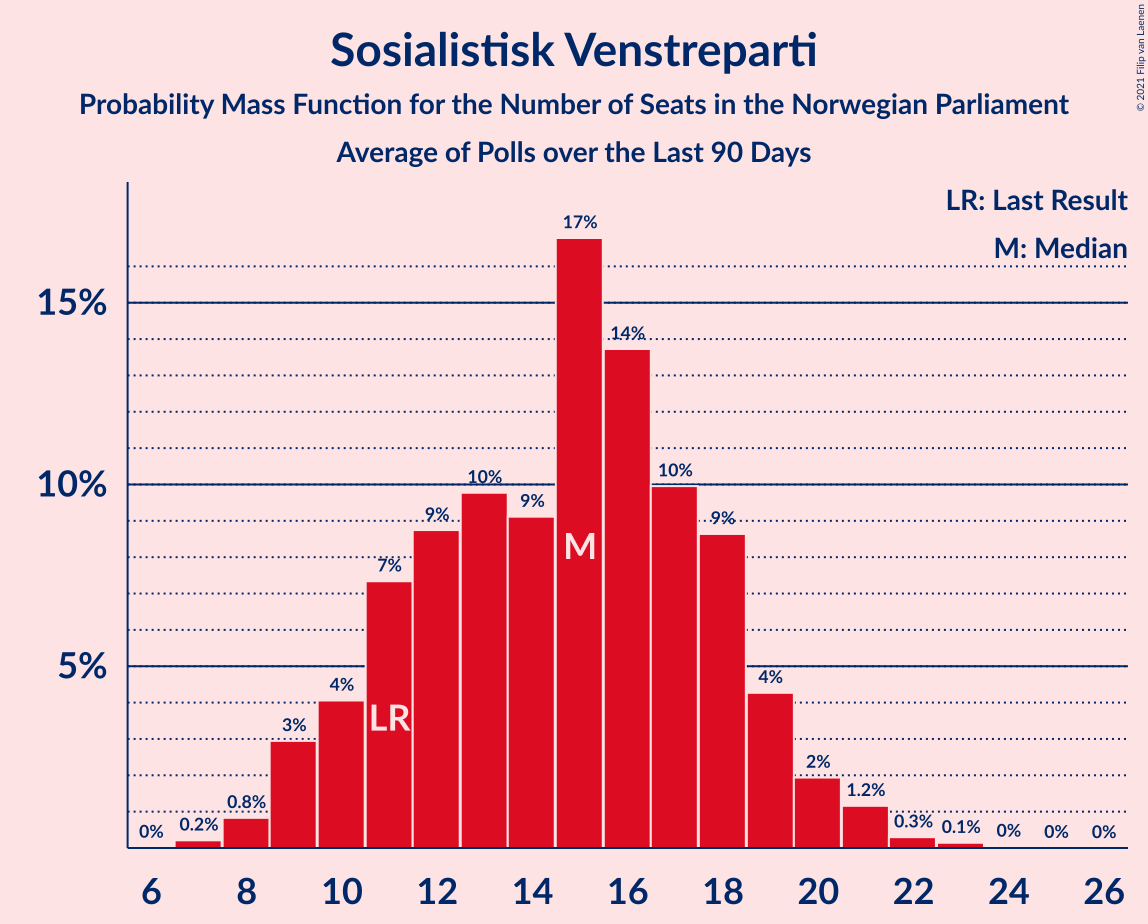 Sosialistisk Venstreparti
Probability Mass Function for the Number of Seats in the Norwegian Parliament
Average of Polls over the Last 90 Days
© 2021 Filip van Laenen
LR: Last Result
M: Median
15%
10%
5%
0%
0.2%
0.8%
3%
4%
7%
9%
10%
9%
17%
14%
10%
9%
4%
2%
1.2%
0.3%
0.1%
0%
0%
0%
LR
M
6 8 10 12 14 16 18 20 22 24 26